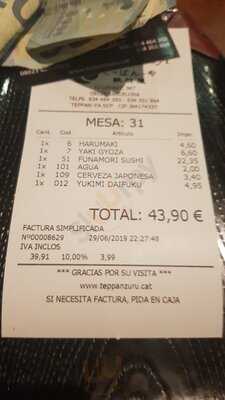 MESA: 31
Cant. Cod. Artículo Impor.
1x 6 HARUMAKI 4,60
1x 7 YAKI GYOZA 6,60
1x 51 FUNAMORI SUSHI 22,35
1x 101 AGUA 2,00
1x 109 CERVEZA JAPONESA 3,40
1x 012 YUKIMI DAIFUKU 4,95
TOTAL: 43,90 €
FACTURA SIMPLIFICADA
Nº00008629 29/06/2019 22:27:48
IVA INCLOS
39,91 10,00% 3,99
*** GRACIAS POR SU VISITA ***
www.teppanzuru.cat
SI NECESITA FACTURA, PIDA EN CAJA